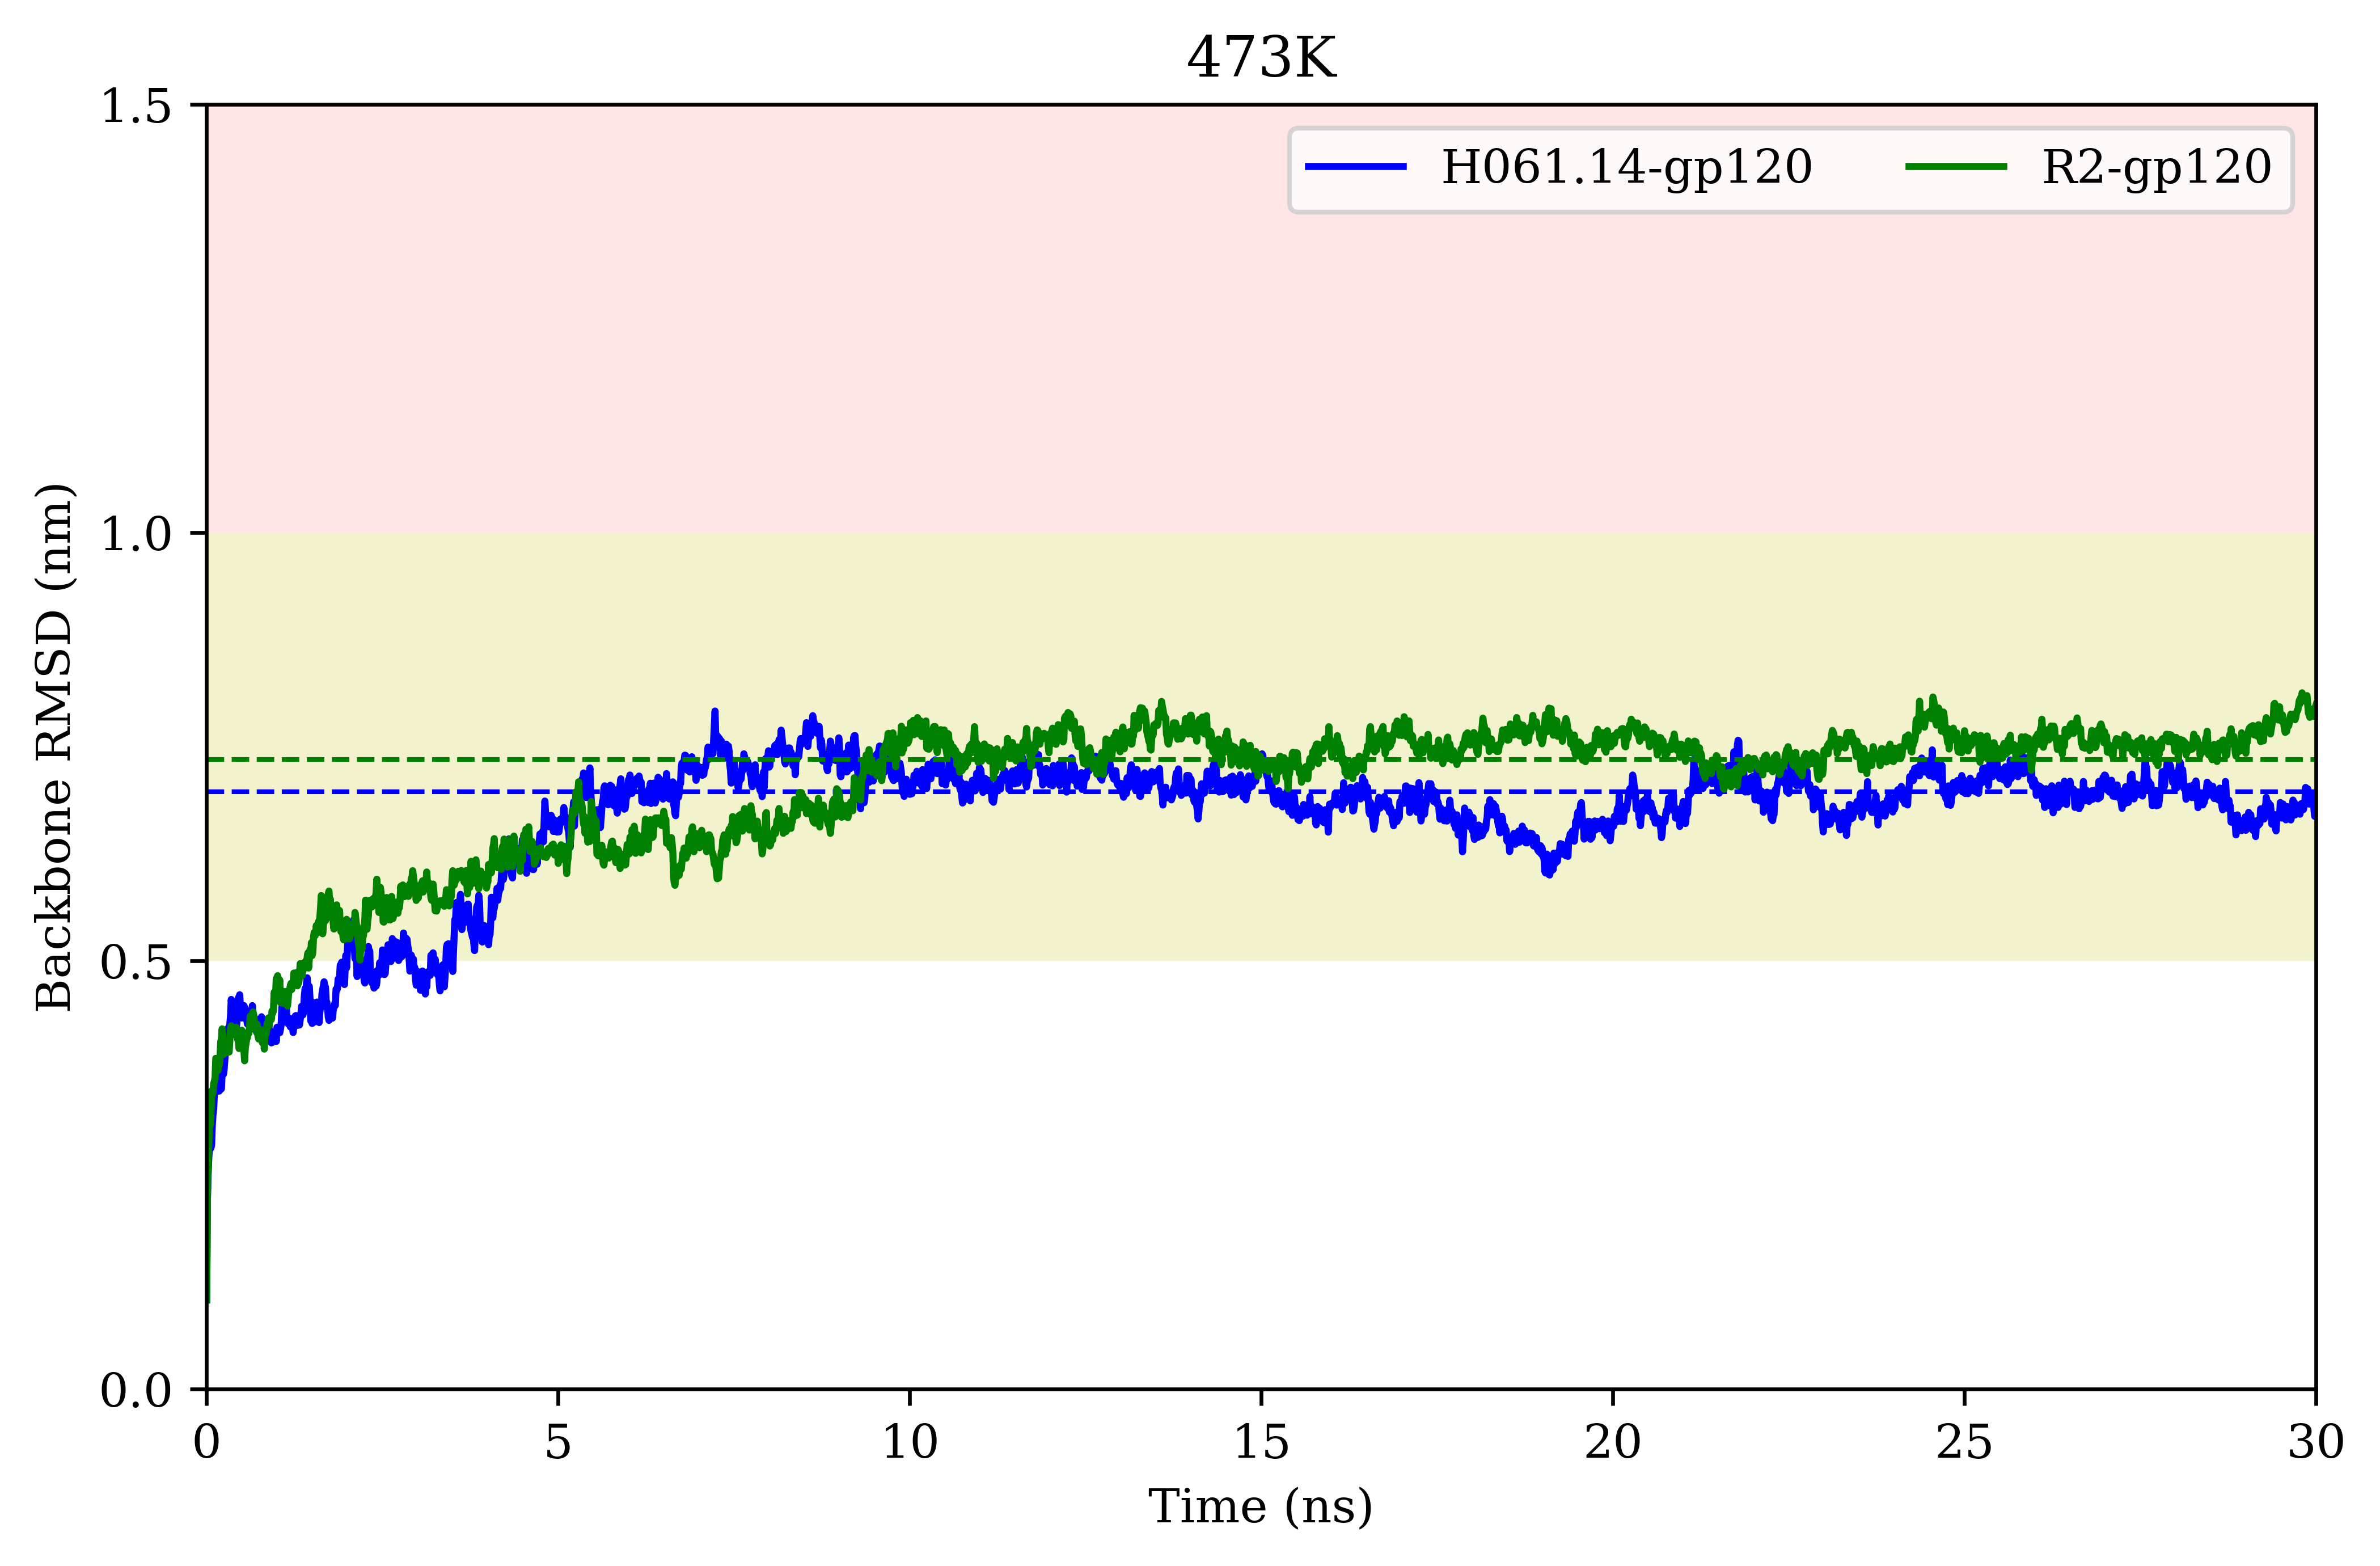 473K
H061.14-gp120 R2-gp120
Backbone RMSD (nm)
1.5
1.0
0.5
0.0
0 5 10 15 20 25 30
Time (ns)